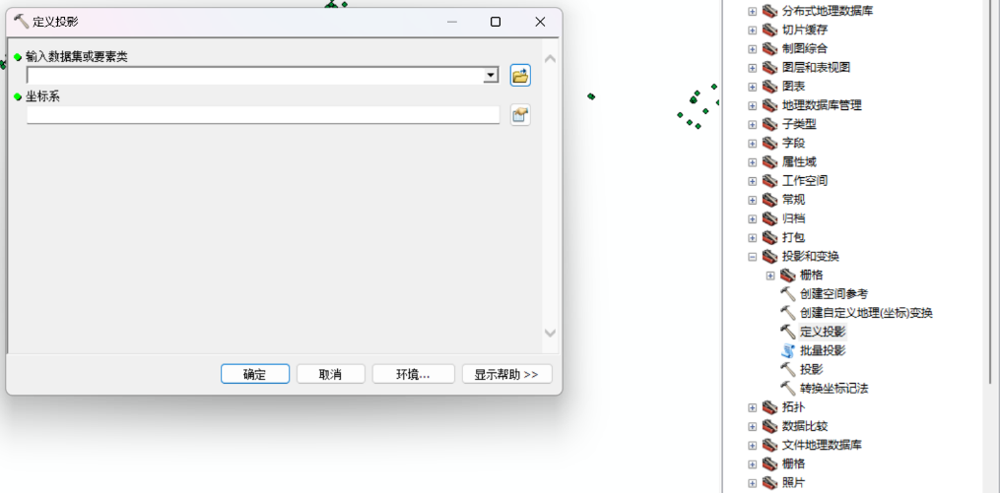 定义投影
输入数据集或要素类
坐标系
确定
取消
环境...
显示帮助 >>
分布式地理数据库
切片缓存
制图综合
图层和表视图
图表
地理数据库管理
子类型
字段
属性域
工作空间
常规
归档
打包
投影和变换
栅格
创建空间参考
创建自定义地理(坐标)变换
定义投影
批量投影
投影
转换坐标记法
拓扑
数据比较
文件地理数据库
栅格
照片